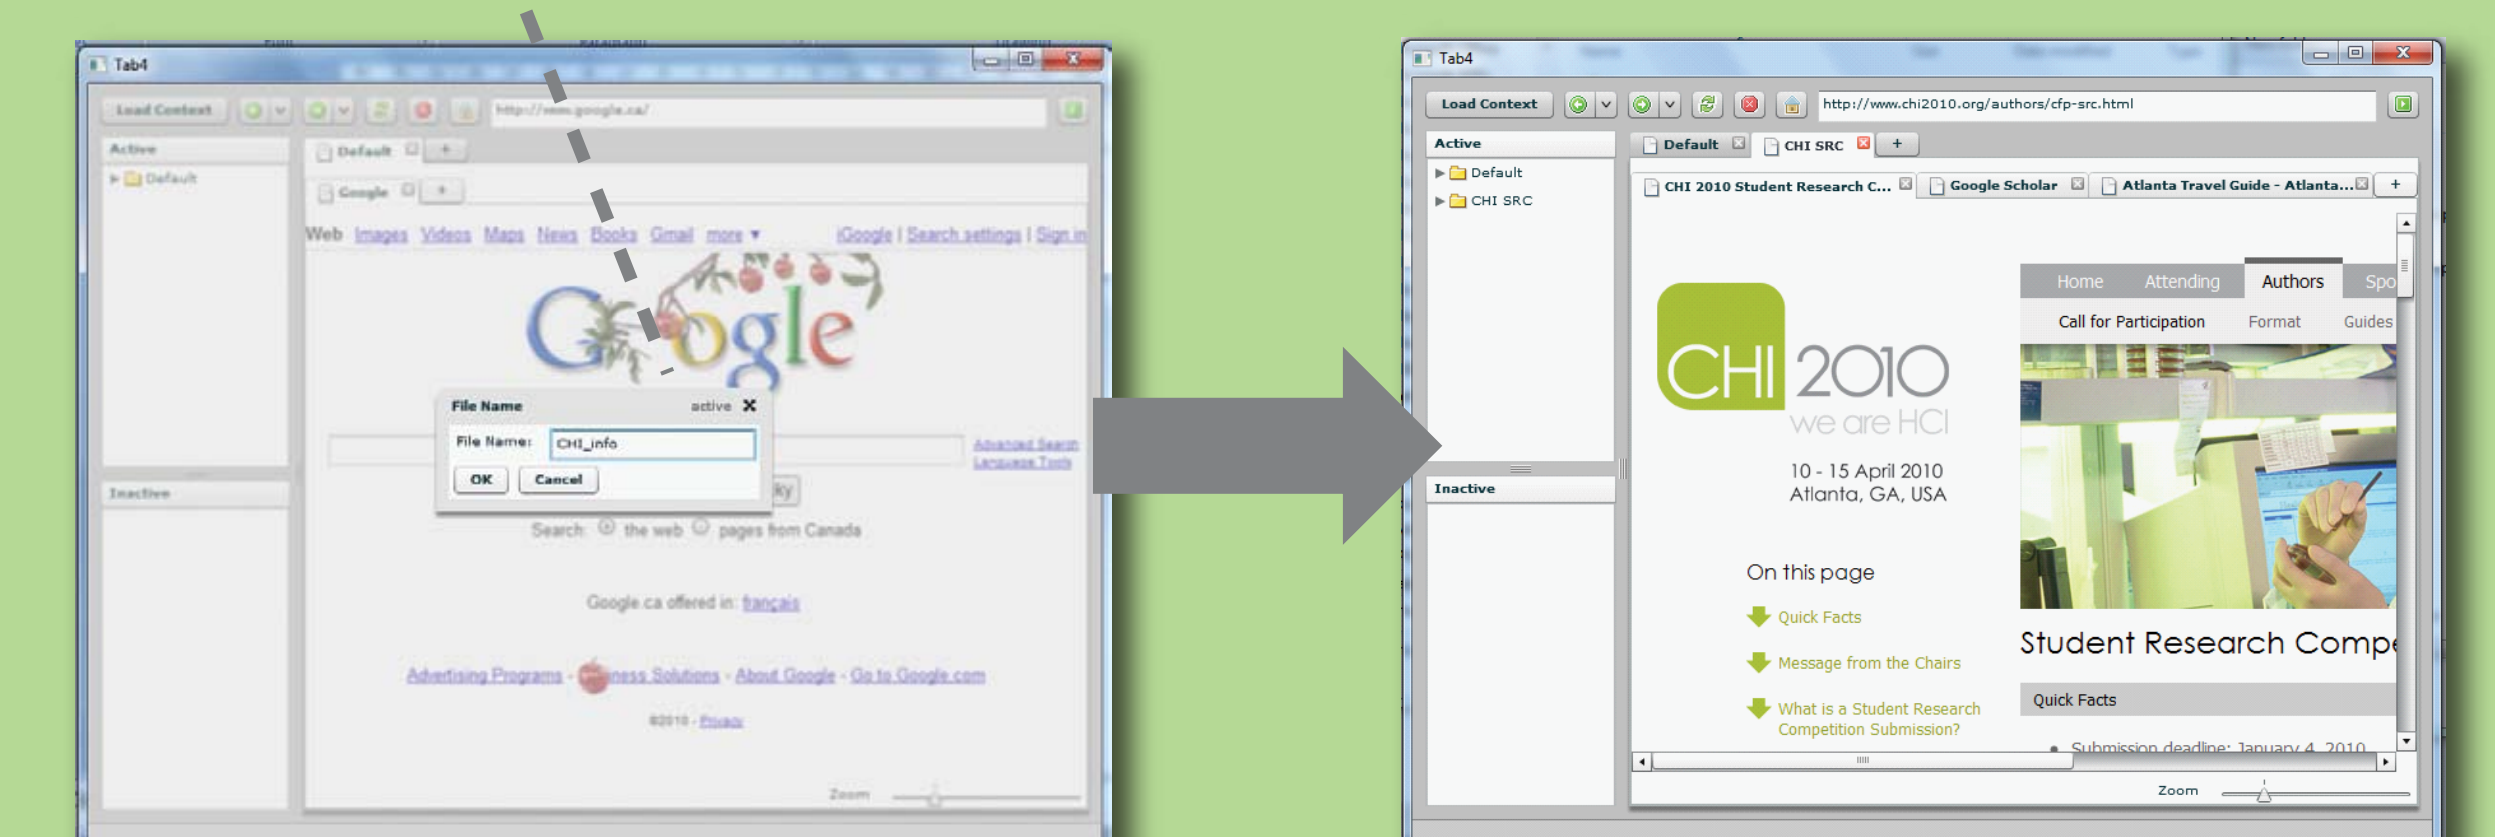 Tab4
Load Context
http://www.google.ca/
Active
Default
Default +
Google +
Web Images Videos Maps News Books Gmail more ▼ iGoogle | Search settings | Sign in
Google
File Name active
File Name: CHI_info
OK Cancel
Advanced Search
Language Tools
ky
Inactive
Search: the web pages from Canada
Google.ca offered in: français
Advertising Programs - iness Solutions - About Google - Go to Google.com
©2010 - Privacy
Zoom
Tab4
Load Context
http://www.chi2010.org/authors/cfp-src.html
Active
Default CHI SRC +
Default
CHI SRC
CHI 2010 Student Research C... Google Scholar Atlanta Travel Guide - Atlanta... +
Home Attending Authors Spo
Call for Participation Format Guides
CHI 2010
we are HCI
10 - 15 April 2010
Atlanta, GA, USA
Inactive
On this page
Quick Facts
Message from the Chairs
What is a Student Research
Competition Submission?
Student Research Compe
Quick Facts
Submission deadline: January 4, 2010
Zoom